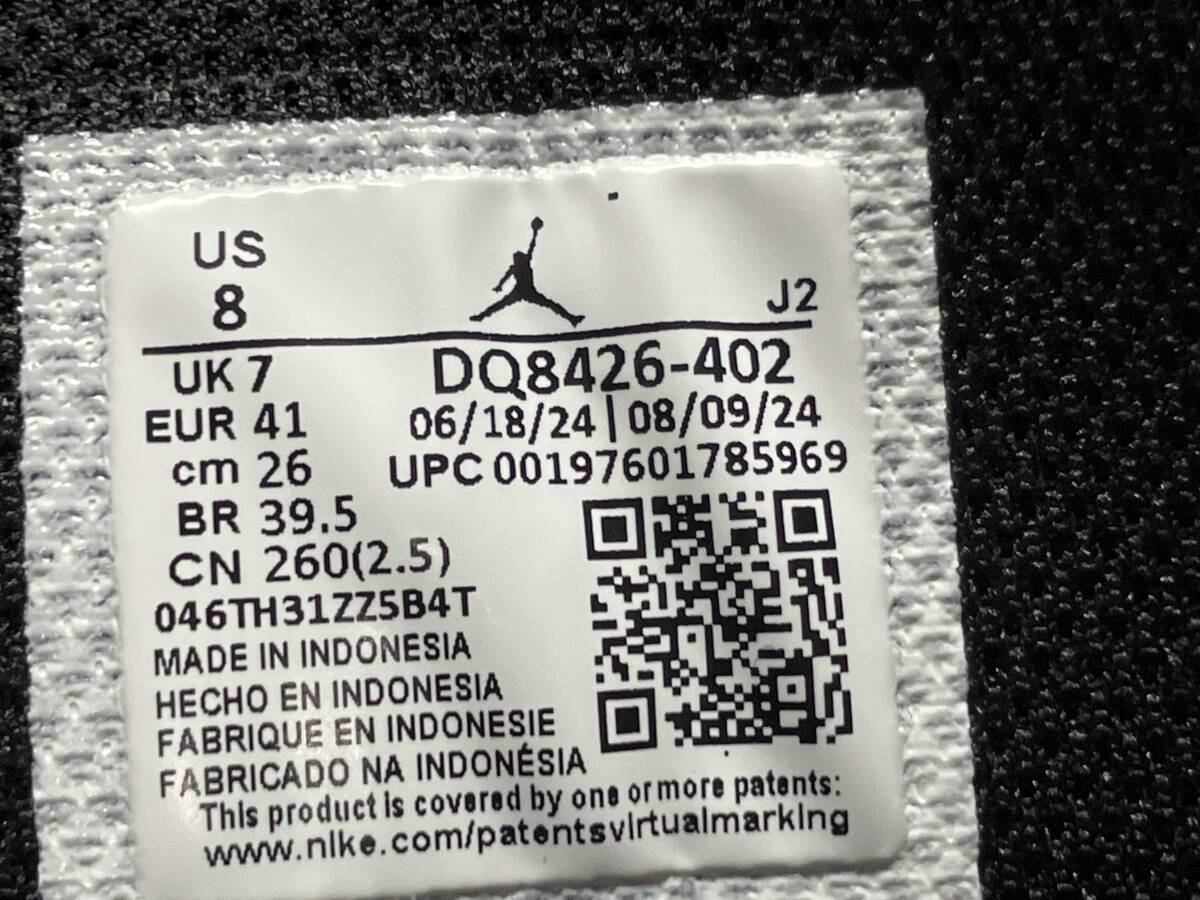 US
8
J2
UK 7
DQ8426-402
EUR 41
06/18/24|08/09/24
cm 26
UPC 00197601785969
BR 39.5
CN 260(2.5)
046TH31ZZ5B4T
MADE IN INDONESIA
HECHO EN INDONESIA
FABRIQUE EN INDONESIE
FABRICADO NA INDONÉSIA
This product is covered by one or more patents:
www.nike.com/patentsvirtualmarking